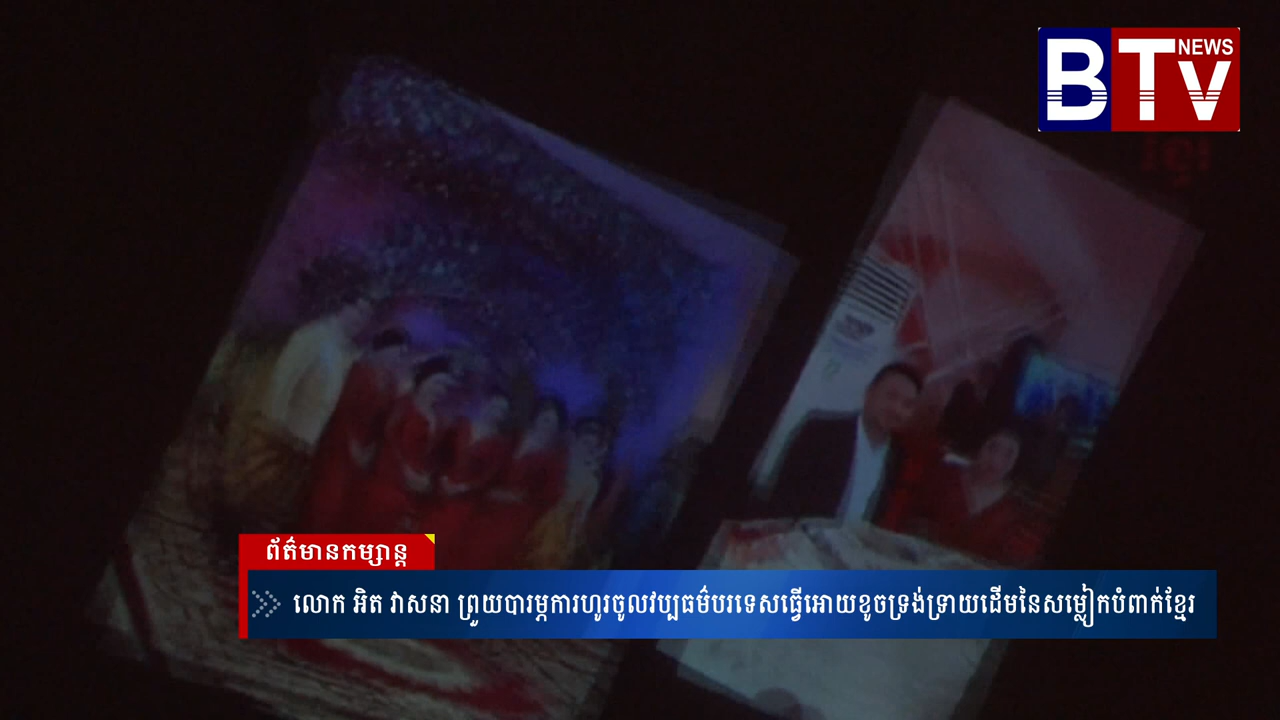 BTV NEWS
ព័ត៌មានកម្សាន្ត
លោក អិត វាសនា ព្រួយបារម្ភការហូរចូលវប្បធម៌បរទេសធ្វើអោយខូចទ្រង់ទ្រាយដើមនៃសម្លៀកបំពាក់ខ្មែរ